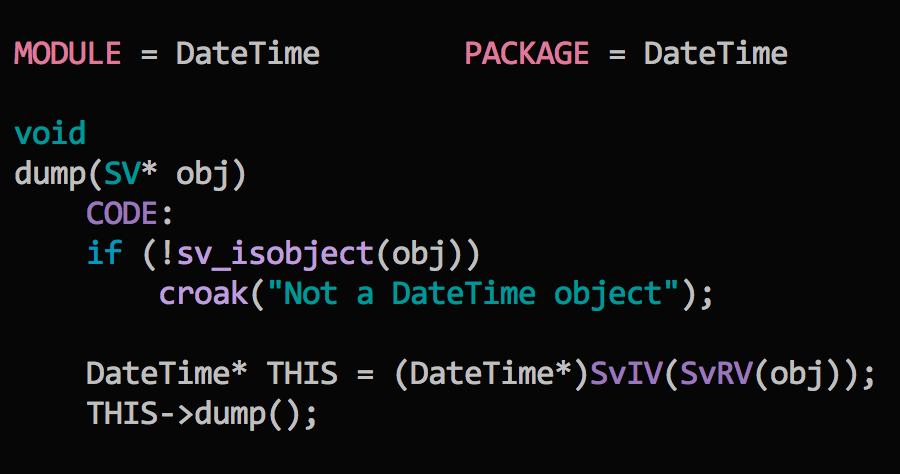 MODULE = DateTime        PACKAGE = DateTime
void
dump(SV* obj)
    CODE:
    if (!sv_isobject(obj))
        croak("Not a DateTime object");
    DateTime* THIS = (DateTime*)SvIV(SvRV(obj));
    THIS->dump();